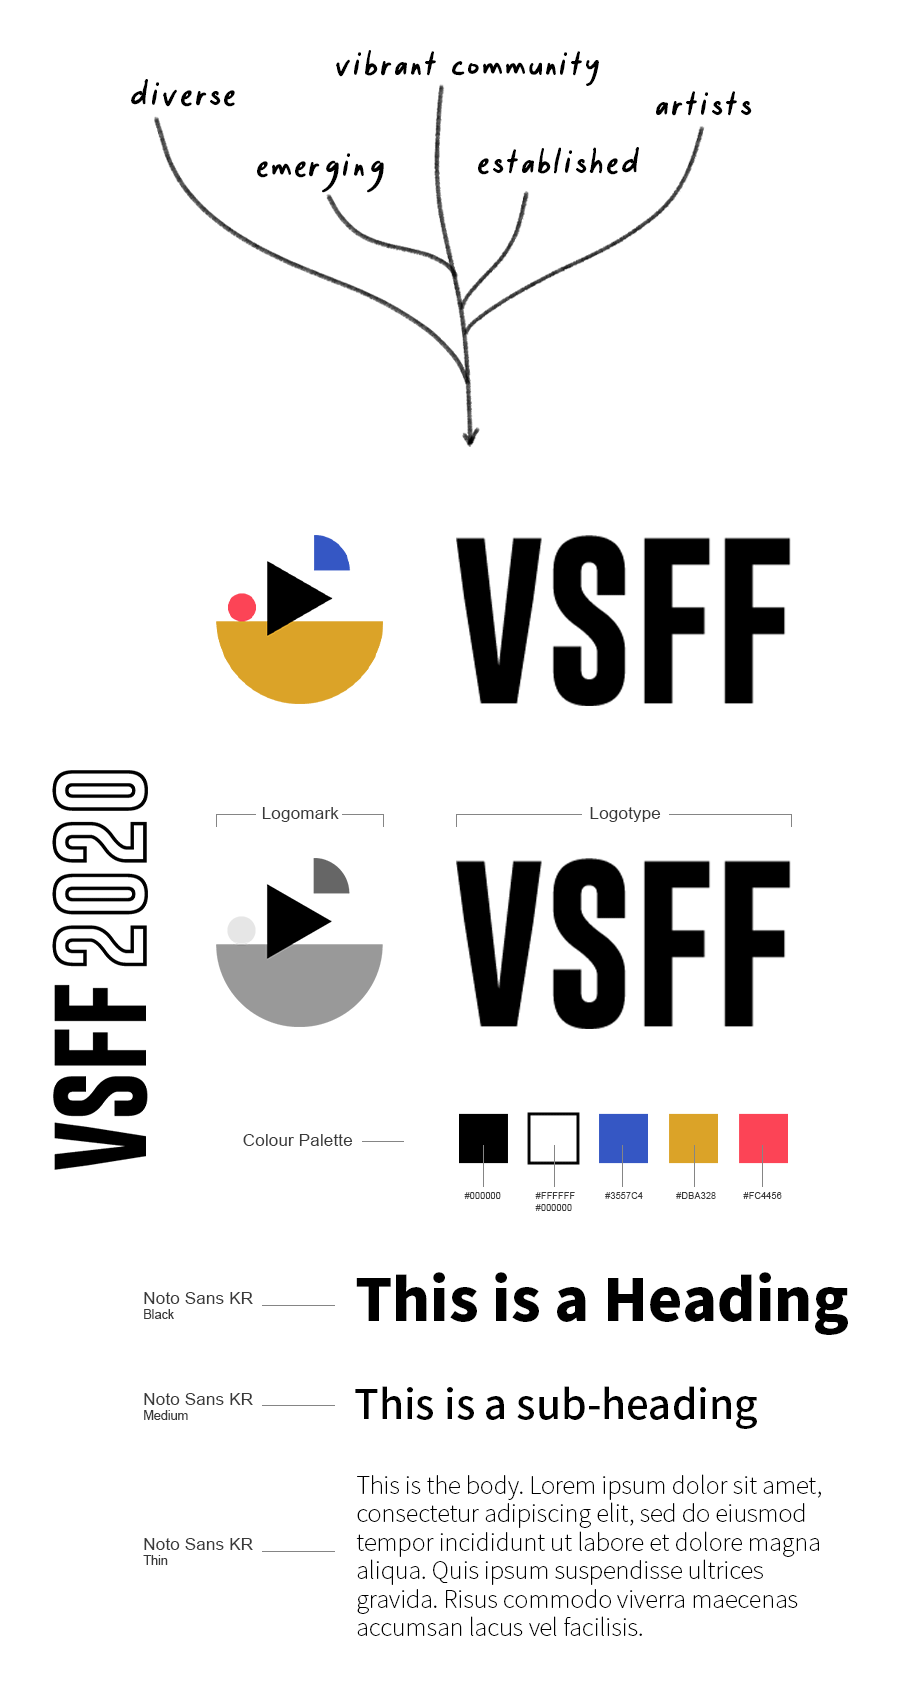 vibrant community
diverse
artists
emerging
established
VSFF
VSFF 2020
Logomark
Logotype
VSFF
Colour Palette
#000000
#FFFFFF
#000000
#3557C4
#DBA328
#FC4456
Noto Sans KR
Black
This is a Heading
Noto Sans KR
Medium
This is a sub-heading
Noto Sans KR
Thin
This is the body. Lorem ipsum dolor sit amet,
consectetur adipiscing elit, sed do eiusmod
tempor incididunt ut labore et dolore magna
aliqua. Quis ipsum suspendisse ultrices
gravida. Risus commodo viverra maecenas
accumsan lacus vel facilisis.